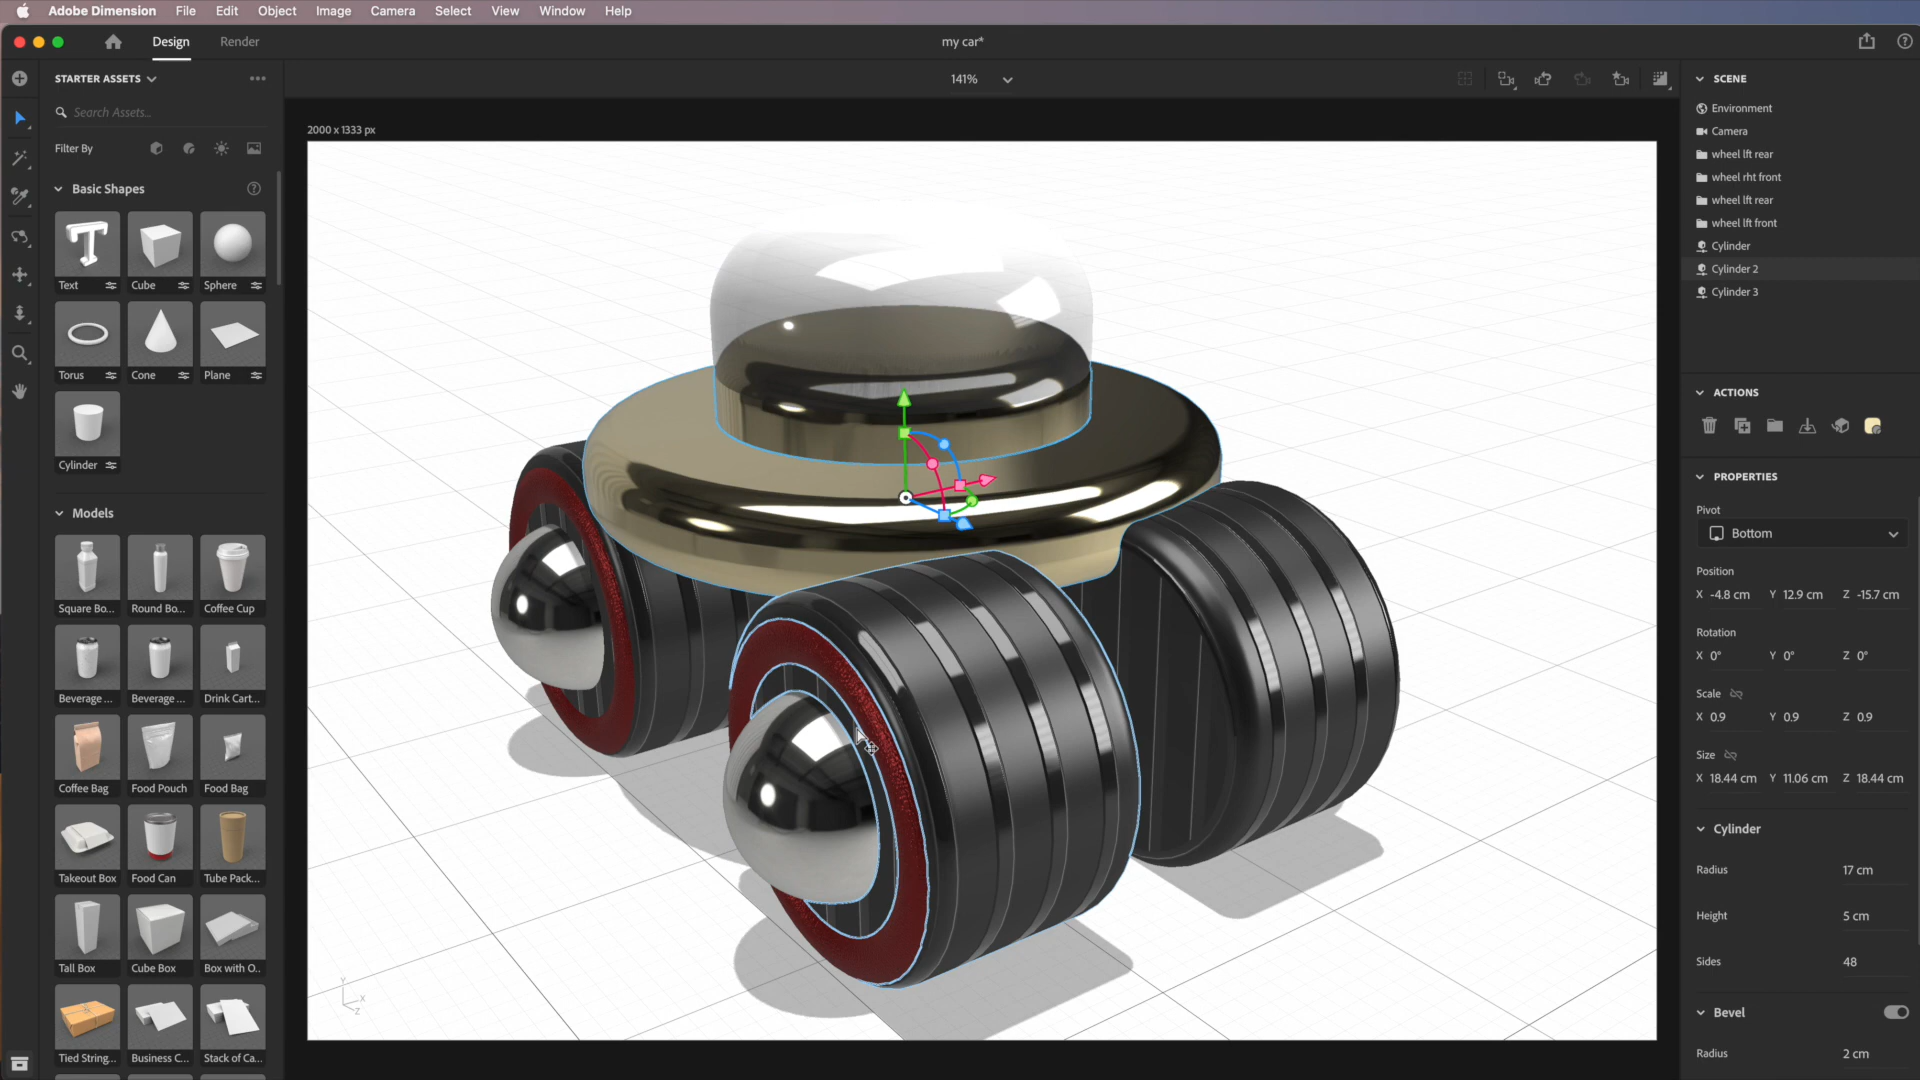 Adobe Dimension File Edit Object Image Camera Select View Window Help
Design Render my car*
STARTER ASSETS
Search Assets..
Filter By
Basic Shapes
Text Cube Sphere
Torus Cone Plane
Cylinder
Models
Square Bo... Round Bo... Coffee Cup
Beverage ... Beverage ... Drink Cart...
Coffee Bag Food Pouch Food Bag
Takeout Box Food Can Tube Pack...
Tall Box Cube Box Box with O..
Tied String... Business C... Stack of Ca...
141%
2000 x 1333 px
Y
X
Z
SCENE
Environment
Camera
wheel lft rear
wheel rht front
wheel lft rear
wheel lft front
Cylinder
Cylinder 2
Cylinder 3
ACTIONS
PROPERTIES
Pivot
Bottom
Position
X -4.8 cm Y 12.9 cm Z -15.7 cm
Rotation
X 0° Y 0° Z 0°
Scale
X 0.9 Y 0.9 Z 0.9
Size
X 18.44 cm Y 11.06 cm Z 18.44 cm
Cylinder
Radius 17 cm
Height 5 cm
Sides 48
Bevel
Radius 2 cm